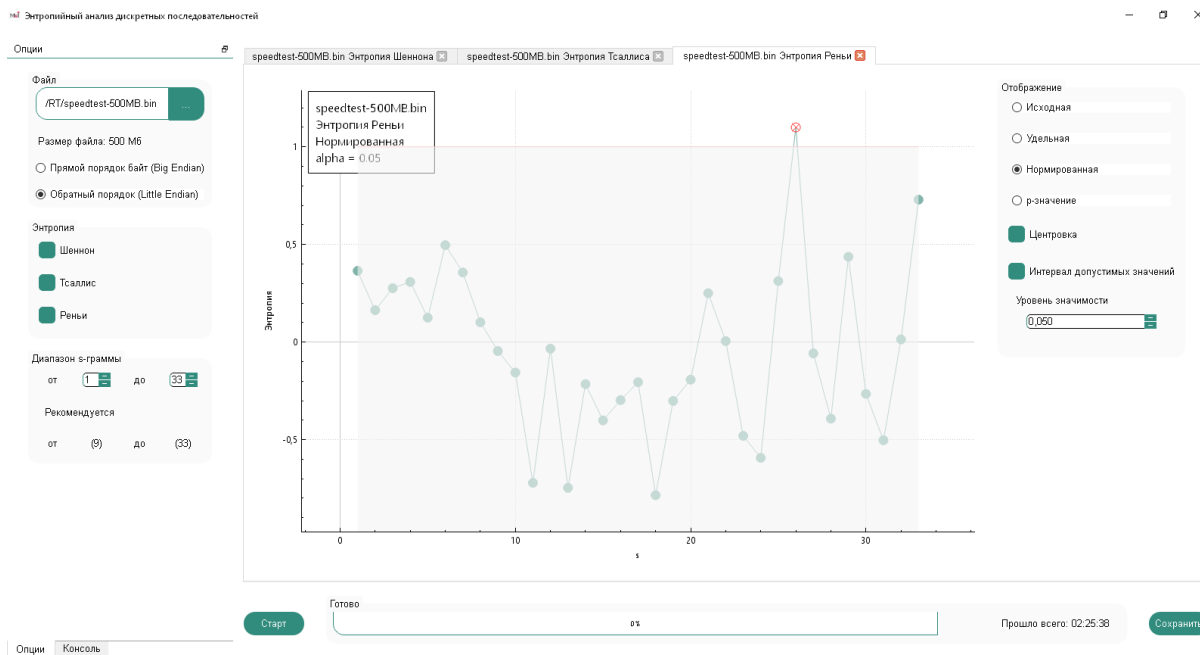 Энтропийный анализ дискретных последовательностей
Опции
Файл
/RT/speedtest-500MB.bin ...
Размер файла: 500 Мб
Прямой порядок байт (Big Endian)
Обратный порядок (Little Endian)
Энтропия
Шеннон
Тсаллис
Реньи
Диапазон s-граммы
от 1 до 33
Рекомендуется
от (9) до (33)
Опции Консоль
speedtest-500MB.bin Энтропия Шеннона speedtest-500MB.bin Энтропия Тсаллиса speedtest-500MB.bin Энтропия Реньи
speedtest-500MB.bin
Энтропия Реньи
Нормированная
alpha = 0.05
1
0,5
0
-0,5
Энтропия
0 10 20 30
s
Отображение
Исходная
Удельная
Нормированная
р-значение
Центровка
Интервал допустимых значений
Уровень значимости
0,050
Старт
Готово
0%
Прошло всего: 02:25:38
Сохранить